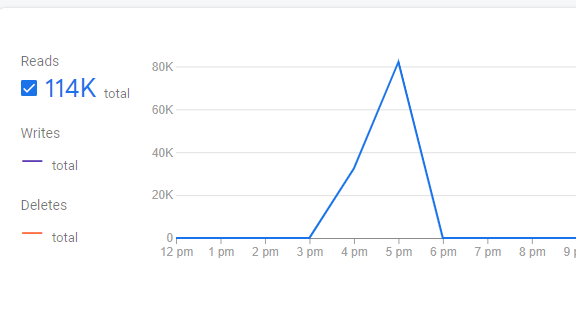 Reads
114K total
Writes
total
Deletes
total
80K
60K
40K
20K
0
12 pm 1 pm 2 pm 3 pm 4 pm 5 pm 6 pm 7 pm 8 pm 9 p